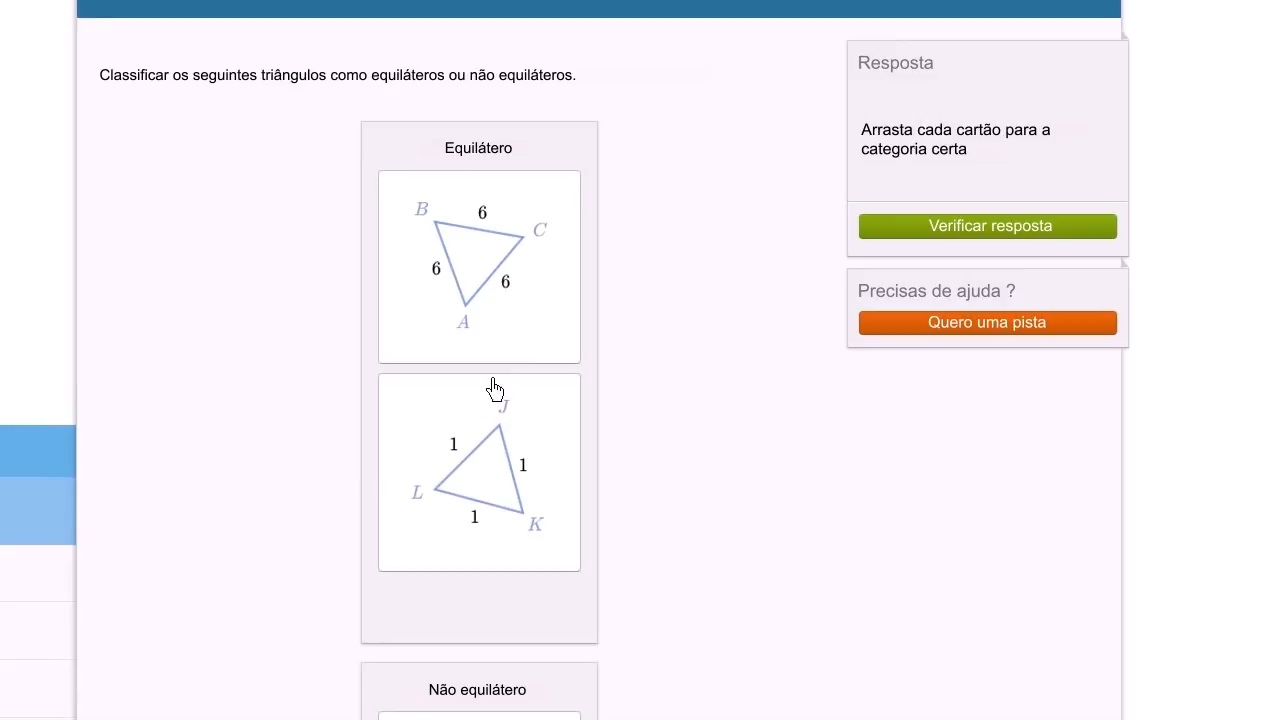 Classificar os seguintes triângulos como equiláteros ou não equiláteros.
Equilátero
B
6
C
6
6
A
J
1
1
L
1
K
Não equilátero
Resposta
Arrasta cada cartão para a
categoria certa
Verificar resposta
Precisas de ajuda ?
Quero uma pista